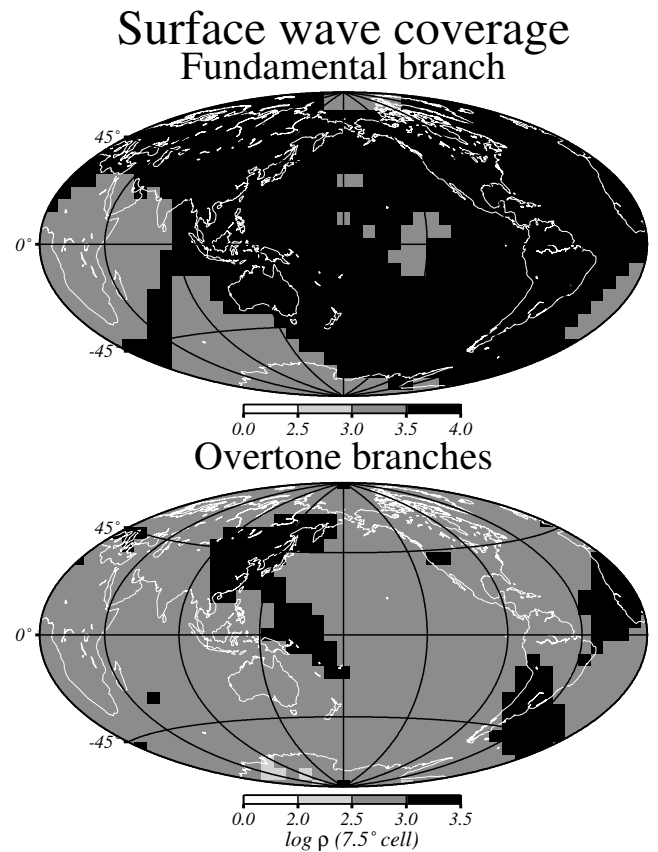 Surface wave coverage
Fundamental branch
45°
0°
-45
0.0 2.5 3.0 3.5 4.0
Overtone branches
45°
0°
-45
0.0 2.0 2.5 3.0 3.5
log ρ (7.5° cell)